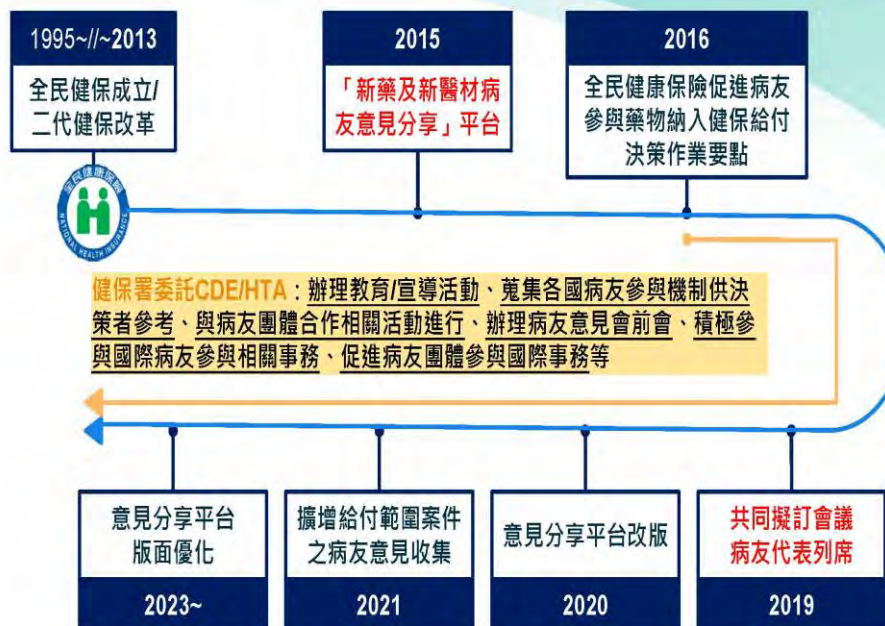 1995~//~2013
全民健保成立/
二代健保改革
2015
「新藥及新醫材病
友意見分享」平台
2016
全民健康保險促進病友
參與藥物納入健保給付
決策作業要點
全民健康保險
NATIONAL HEALTH INSURANCE
健保署委託CDE/HTA：辦理教育/宣導活動、蒐集各國病友參與機制供決
策者參考、與病友團體合作相關活動進行、辦理病友意見會前會、積極參
與國際病友參與相關事務、促進病友團體參與國際事務等
共同擬訂會議
病友代表列席
2019
意見分享平台改版
2020
擴增給付範圍案件
之病友意見收集
2021
意見分享平台
版面優化
2023~